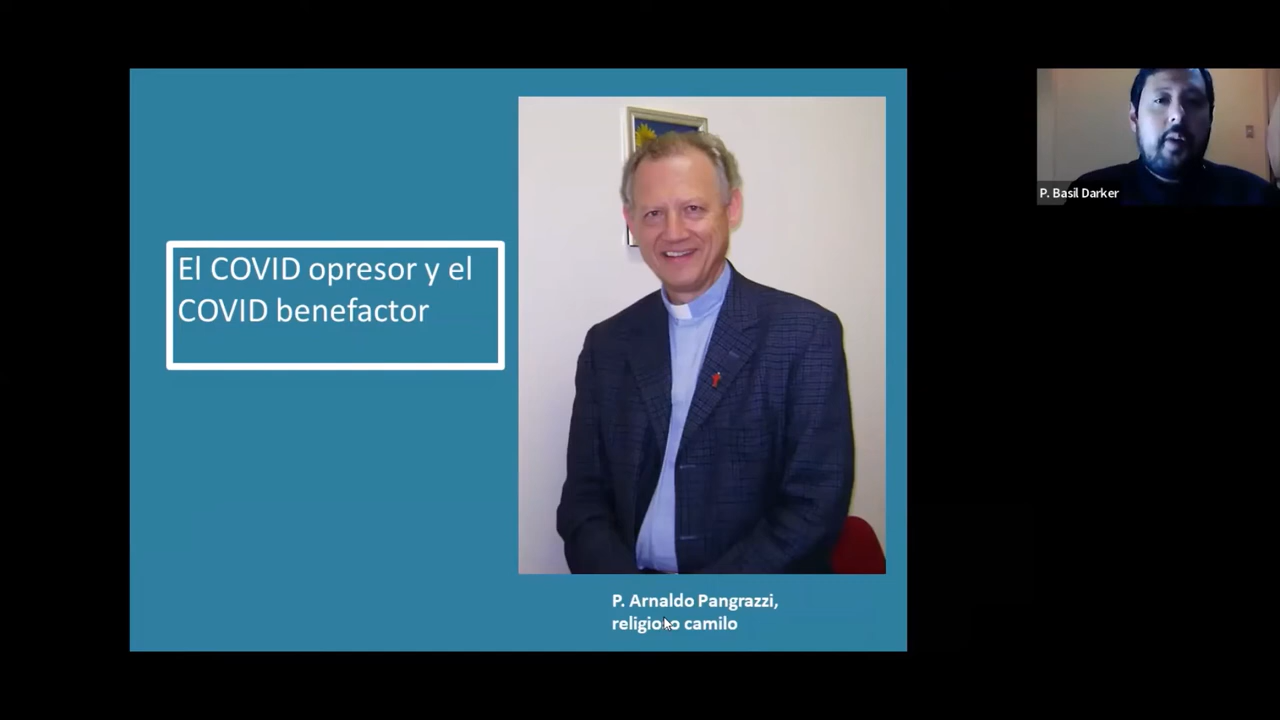 El COVID opresor y el
COVID benefactor
P. Arnaldo Pangrazzi,
religioso camilo
P. Basil Darker